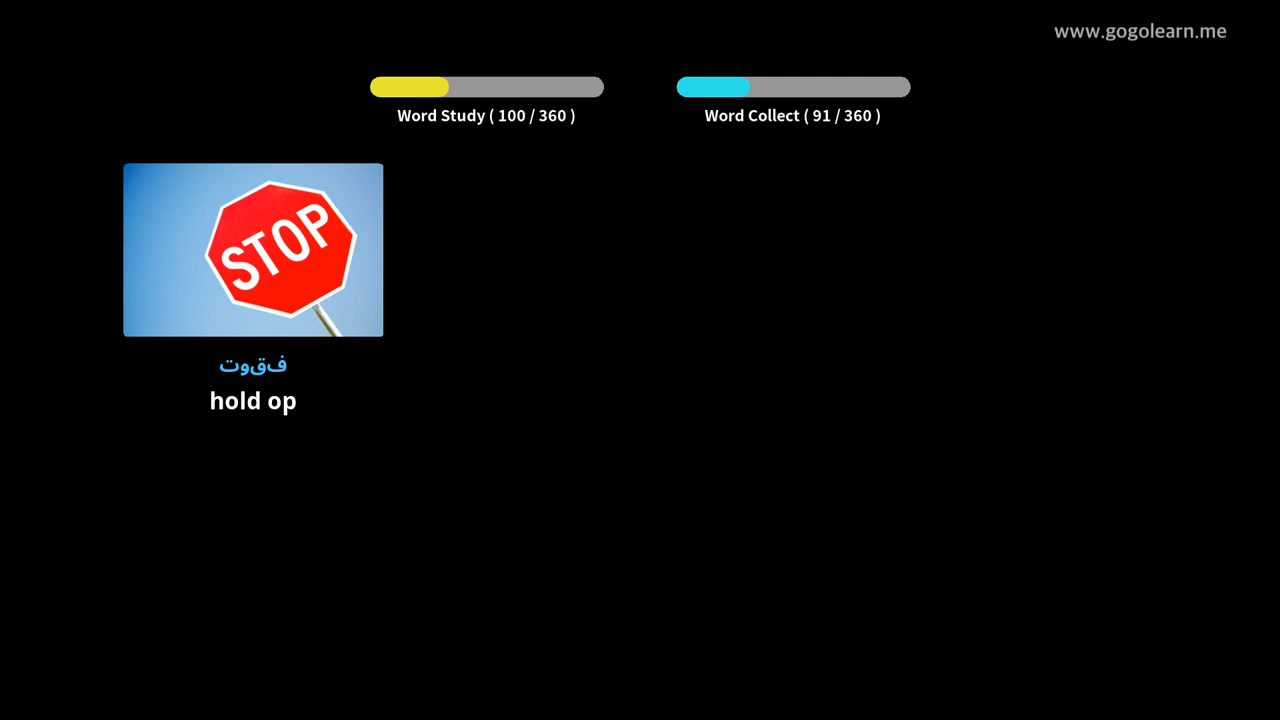 www.gogolearn.me
Word Study ( 100 / 360 )
Word Collect ( 91 / 360 )
STOP
فقوت
hold op